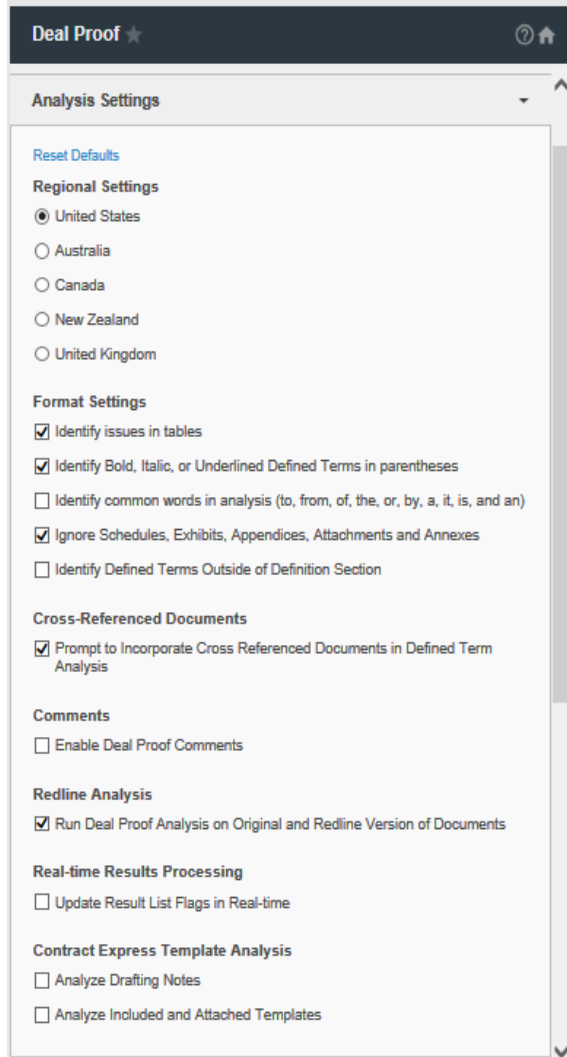 Deal Proof
Analysis Settings
Reset Defaults
Regional Settings
United States
Australia
Canada
New Zealand
United Kingdom
Format Settings
Identify issues in tables
Identify Bold, Italic, or Underlined Defined Terms in parentheses
Identify common words in analysis (to, from, of, the, or, by, a, it, is, and an)
Ignore Schedules, Exhibits, Appendices, Attachments and Annexes
Identify Defined Terms Outside of Definition Section
Cross-Referenced Documents
Prompt to Incorporate Cross Referenced Documents in Defined Term
Analysis
Comments
Enable Deal Proof Comments
Redline Analysis
Run Deal Proof Analysis on Original and Redline Version of Documents
Real-time Results Processing
Update Result List Flags in Real-time
Contract Express Template Analysis
Analyze Drafting Notes
Analyze Included and Attached Templates